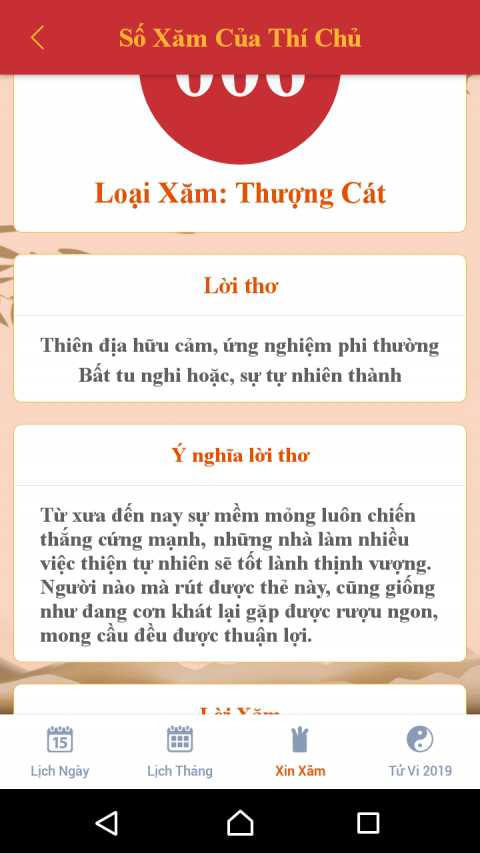 Số Xăm Của Thí Chủ
Loại Xăm: Thượng Cát
Lời thơ
Thiên địa hữu cảm, ứng nghiệm phi thường
Bất tu nghi hoặc, sự tự nhiên thành
Ý nghĩa lời thơ
Từ xưa đến nay sự mềm mỏng luôn chiến
thắng cứng mạnh, những nhà làm nhiều
việc thiện tự nhiên sẽ tốt lành thịnh vượng.
Người nào mà rút được thẻ này, cũng giống
như đang cơn khát lại gặp được rượu ngon,
mong cầu đều được thuận lợi.
Lời Xăm
15
Lịch Ngày
Lịch Tháng
Xin Xăm
Tử Vi 2019